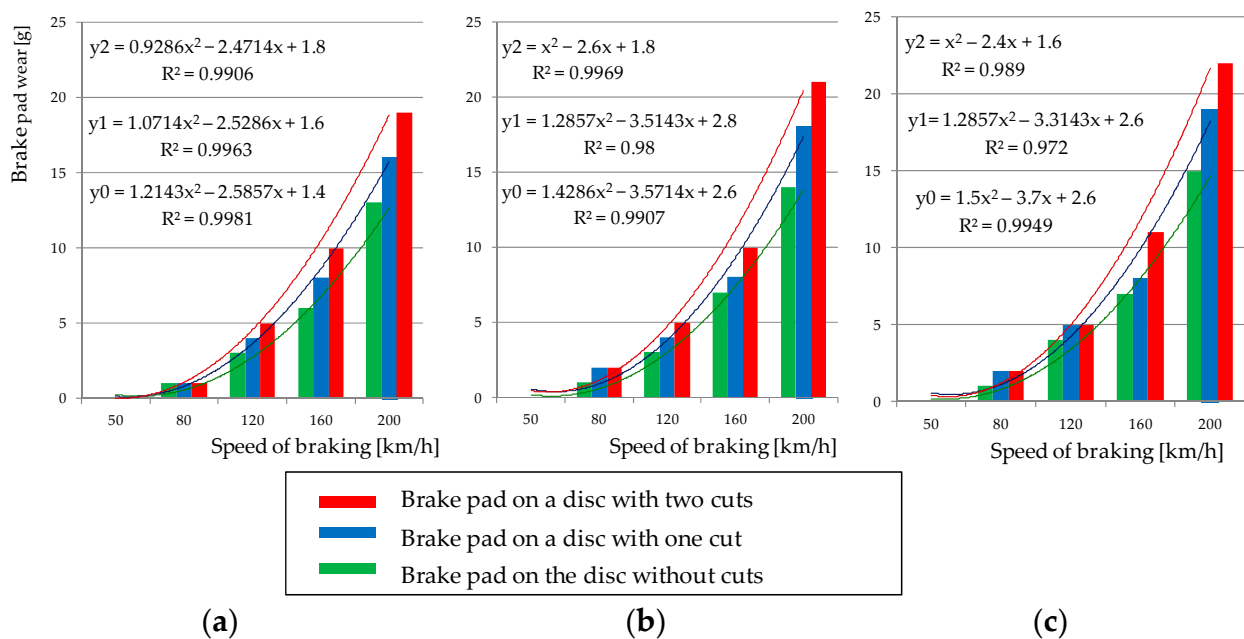 Brake pad wear [g]
25
20
15
10
5
0
y2 = 0.9286x² − 2.4714x + 1.8
R² = 0.9906
y1 = 1.0714x² − 2.5286x + 1.6
R² = 0.9963
y0 = 1.2143x² − 2.5857x + 1.4
R² = 0.9981
50 80 120 160 200
Speed of braking [km/h]
25
20
15
10
5
0
y2 = x² − 2.6x + 1.8
R² = 0.9969
y1 = 1.2857x² − 3.5143x + 2.8
R² = 0.98
y0 = 1.4286x² − 3.5714x + 2.6
R² = 0.9907
50 80 120 160 200
Speed of braking [km/h]
25
20
15
10
5
0
y2 = x² − 2.4x + 1.6
R² = 0.989
y1= 1.2857x² − 3.3143x + 2.6
R² = 0.972
y0 = 1.5x² − 3.7x + 2.6
R² = 0.9949
50 80 120 160 200
Speed of braking [km/h]
Brake pad on a disc with two cuts
Brake pad on a disc with one cut
Brake pad on the disc without cuts
(a) (b) (c)